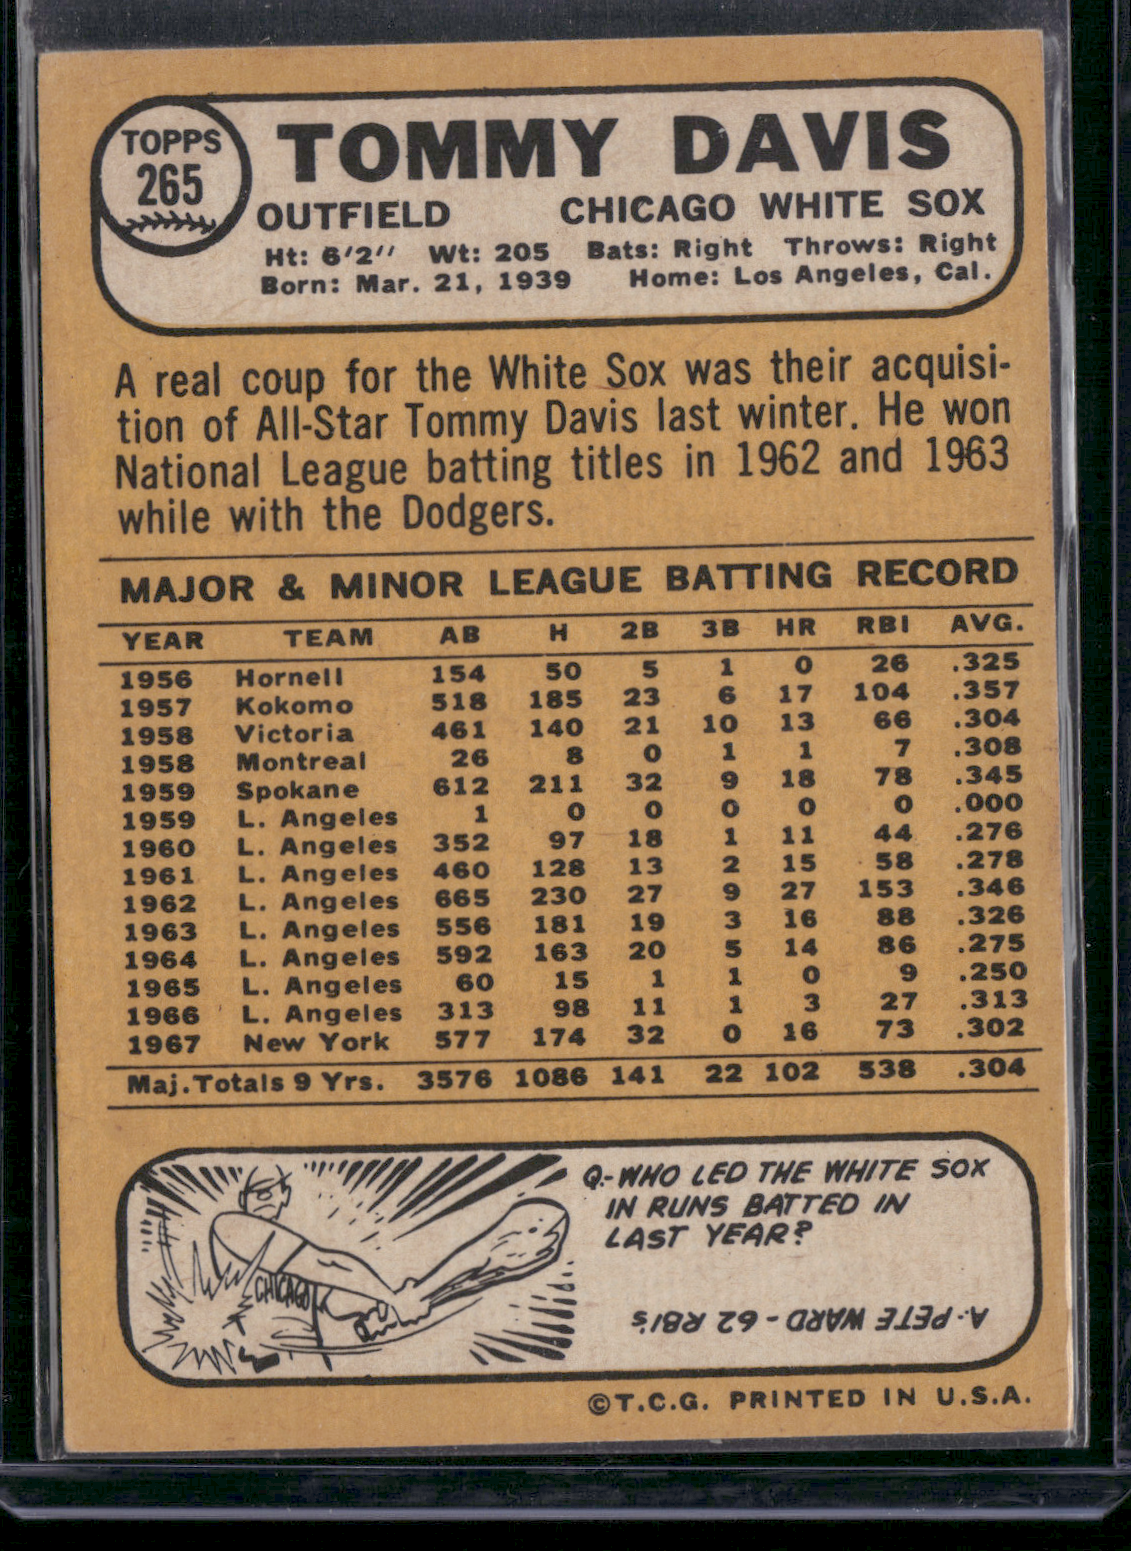 TOPPS
265
TOMMY DAVIS
OUTFIELD CHICAGO WHITE SOX
Ht: 6'2" Wt: 205 Bats: Right Throws: Right
Born: Mar. 21, 1939 Home: Los Angeles, Cal.
A real coup for the White Sox was their acquisi-
tion of All-Star Tommy Davis last winter. He won
National League batting titles in 1962 and 1963
while with the Dodgers.
MAJOR & MINOR LEAGUE BATTING RECORD
YEAR TEAM AB H 2B 3B HR RBI AVG.
1956 Hornell 154 50 5 1 0 26 .325
1957 Kokomo 518 185 23 6 17 104 .357
1958 Victoria 461 140 21 10 13 66 .304
1958 Montreal 26 8 0 1 1 7 .308
1959 Spokane 612 211 32 9 18 78 .345
1959 L. Angeles 1 0 0 0 0 0 .000
1960 L. Angeles 352 97 18 1 11 44 .276
1961 L. Angeles 460 128 13 2 15 58 .278
1962 L. Angeles 665 230 27 9 27 153 .346
1963 L. Angeles 556 181 19 3 16 88 .326
1964 L. Angeles 592 163 20 5 14 86 .275
1965 L. Angeles 60 15 1 1 0 9 .250
1966 L. Angeles 313 98 11 1 3 27 .313
1967 New York 577 174 32 0 16 73 .302
Maj. Totals 9 Yrs. 3576 1086 141 22 102 538 .304
CHICAGO
Q.-WHO LED THE WHITE SOX
IN RUNS BATTED IN
LAST YEAR?
A.-PETE WARD - 62 RBI'S
©T.C.G. PRINTED IN U.S.A.